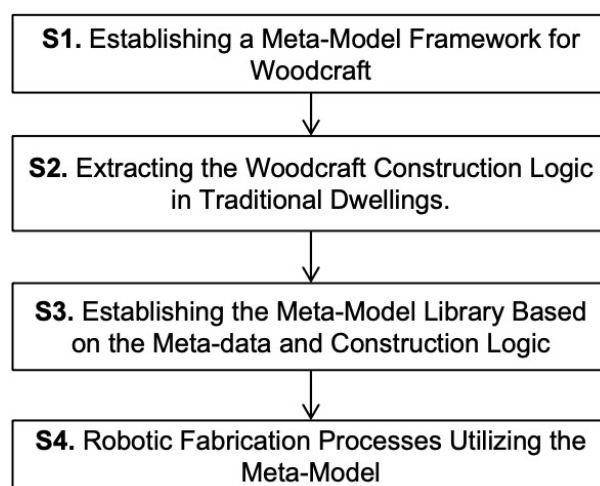 S1. Establishing a Meta-Model Framework for
Woodcraft
S2. Extracting the Woodcraft Construction Logic
in Traditional Dwellings.
S3. Establishing the Meta-Model Library Based
on the Meta-data and Construction Logic
S4. Robotic Fabrication Processes Utilizing the
Meta-Model